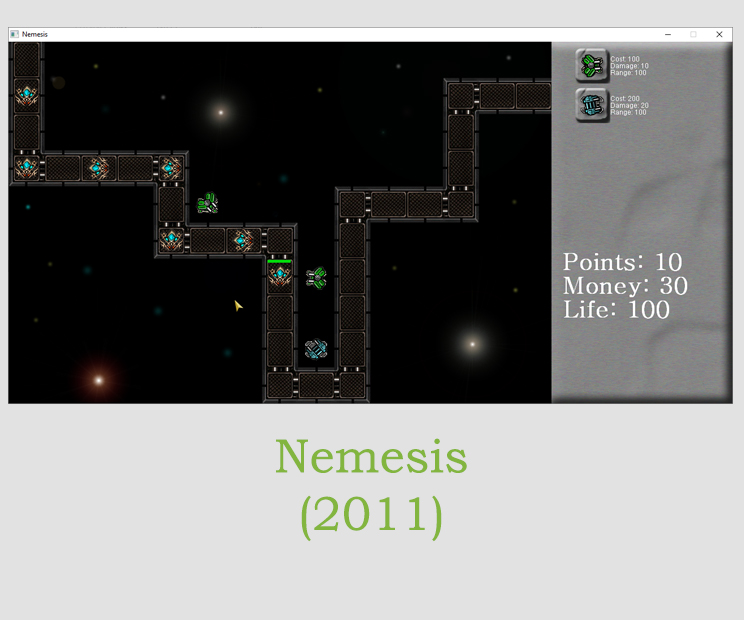 Nemesis
Cost: 100
Damage: 10
Range: 100
Cost: 200
Damage: 20
Range: 100
Points: 10
Money: 30
Life: 100
Nemesis
(2011)